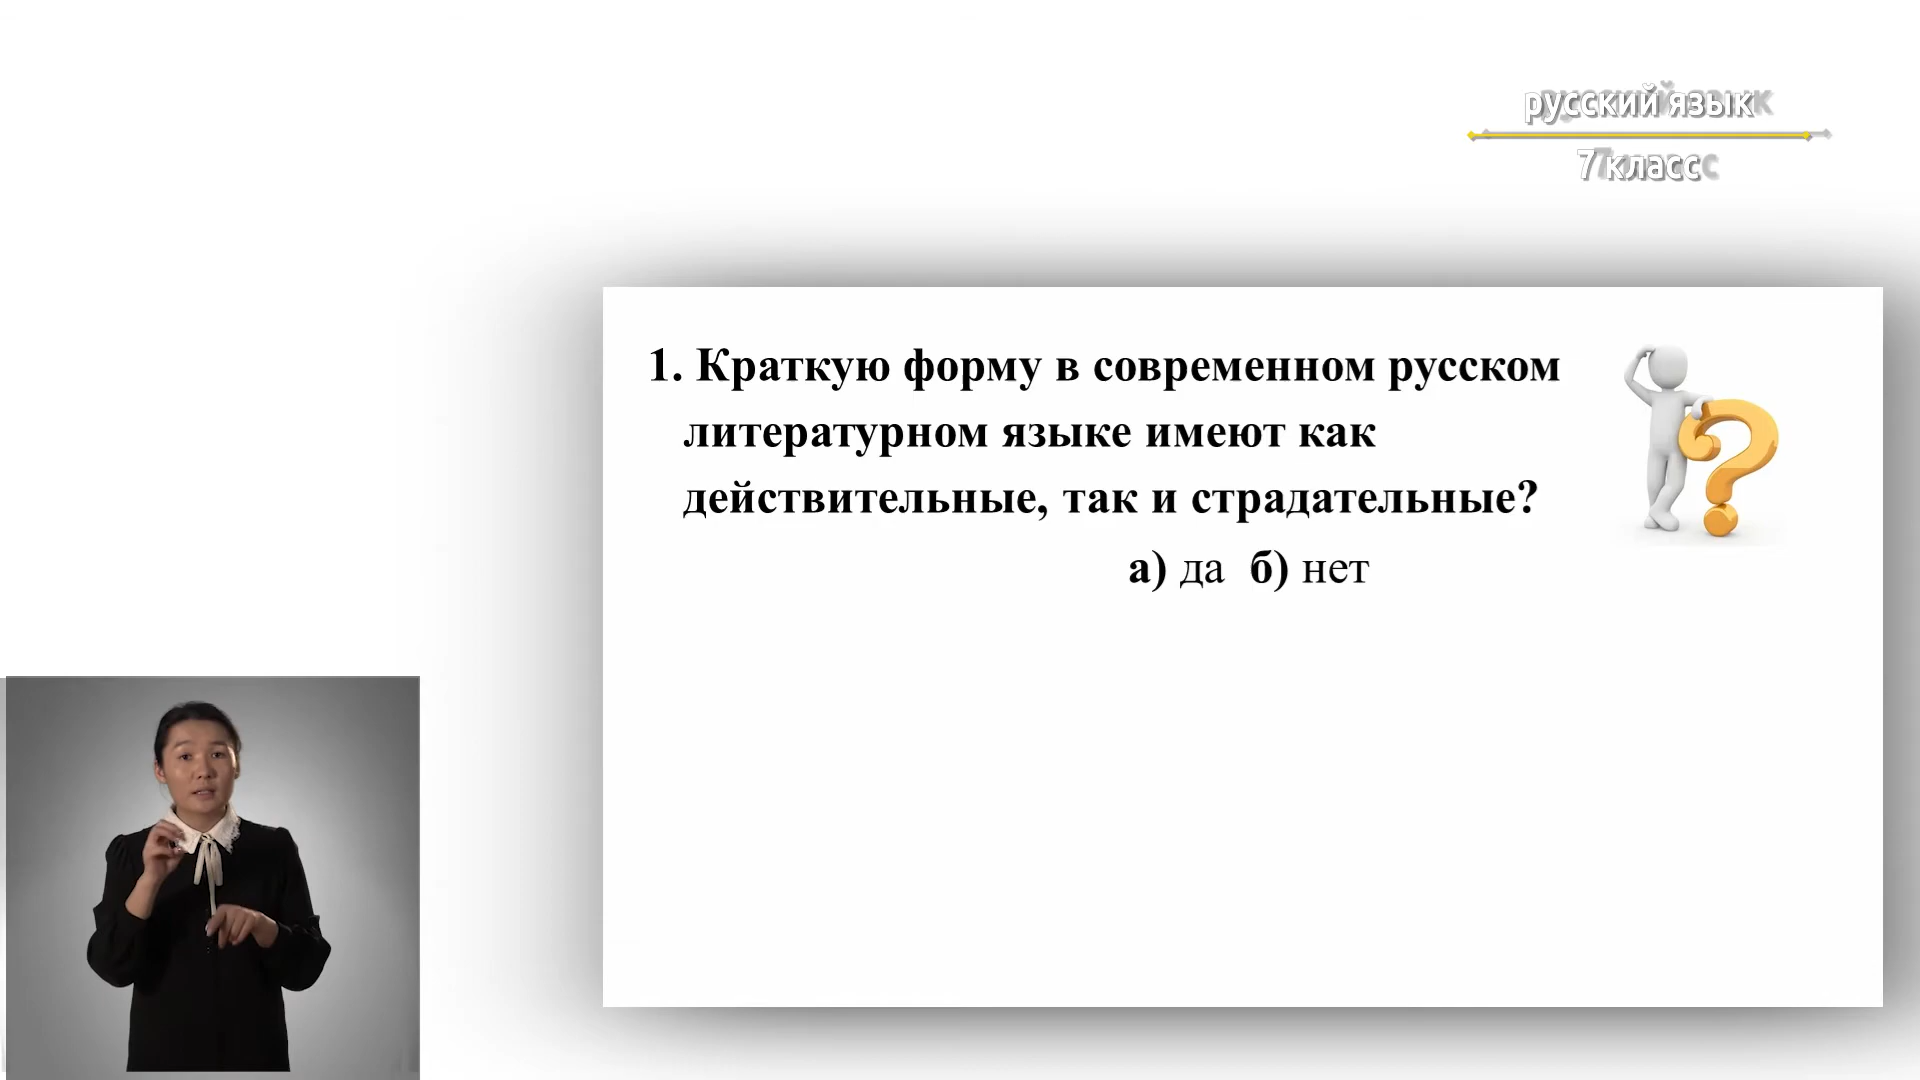 русский язык
7 класс
1. Краткую форму в современном русском
литературном языке имеют как
действительные, так и страдательные?
а) да б) нет